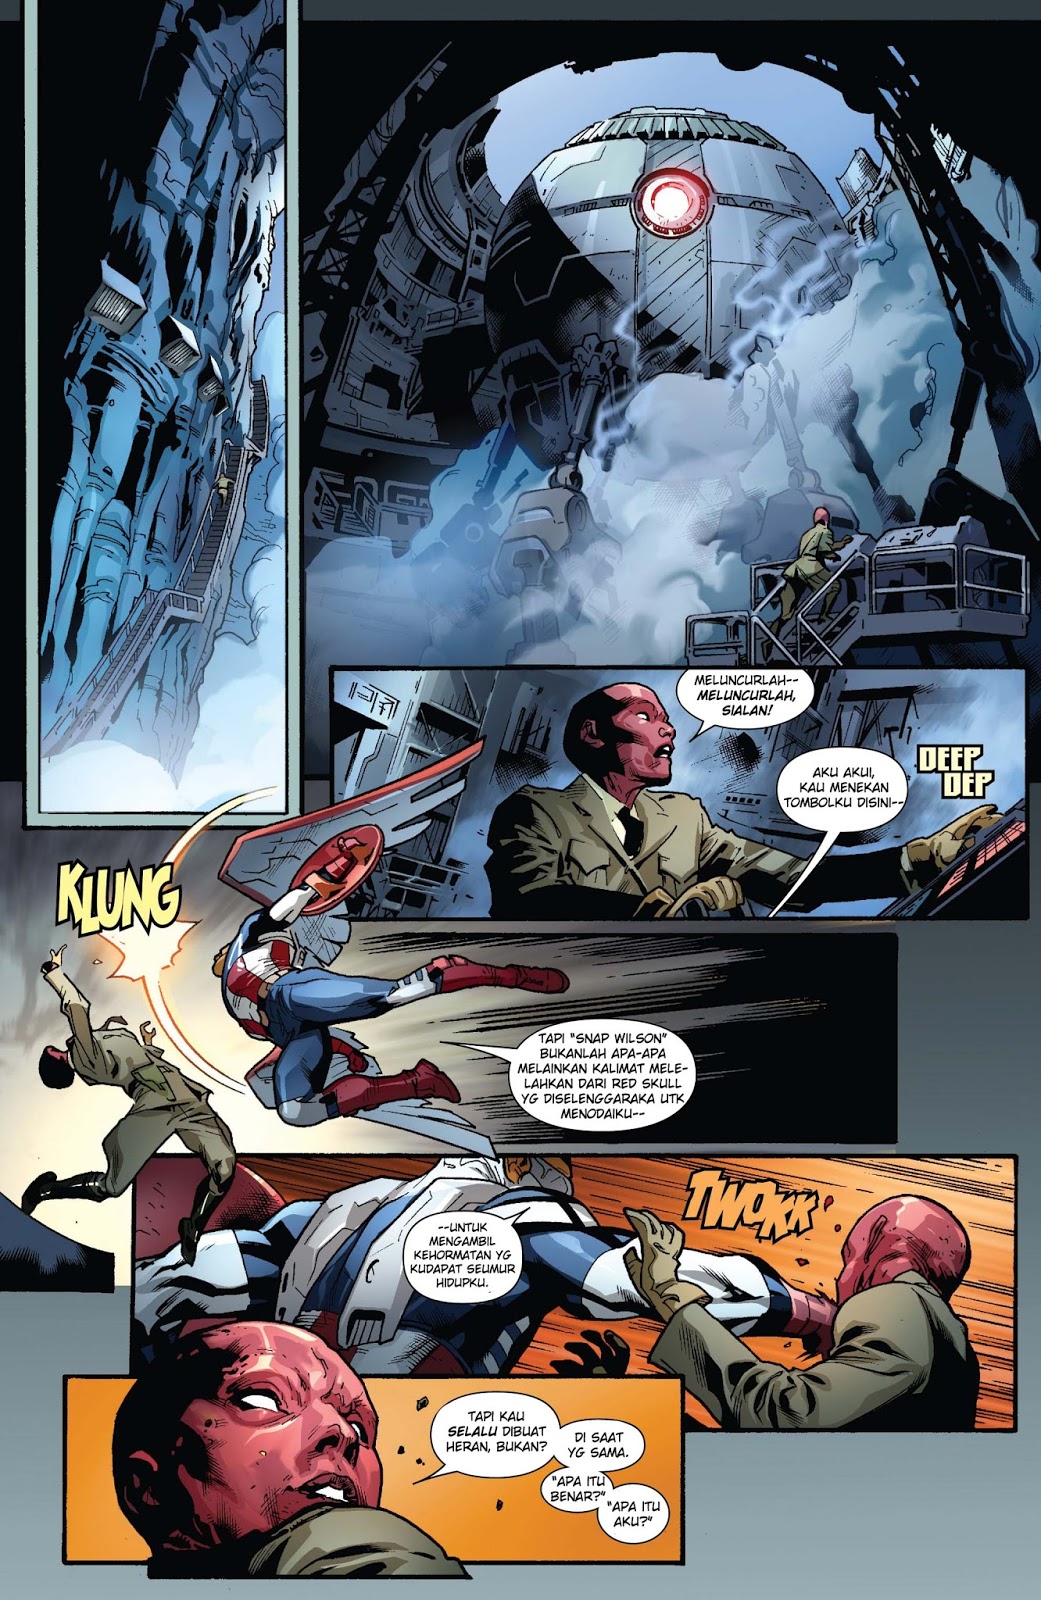 MELUNCURLAH--
MELUNCURLAH,
SIALAN!
AKU AKUI,
KAU MENEKAN
TOMBOLKU DISINI--
DEEP
DEP
KLUNG
TAPI "SNAP WILSON"
BUKANLAH APA-APA
MELAINKAN KALIMAT MELE-
LAHKAN DARI RED SKULL
YG DISELENGGARAKA UTK
MENODAIKU--
--UNTUK
MENGAMBIL
KEHORMATAN YG
KUDAPAT SEUMUR
HIDUPKU.
TWOKK
TAPI KAU
SELALU DIBUAT
HERAN, BUKAN?
DI SAAT
YG SAMA.
"APA ITU
BENAR?"
"APA ITU
AKU?"